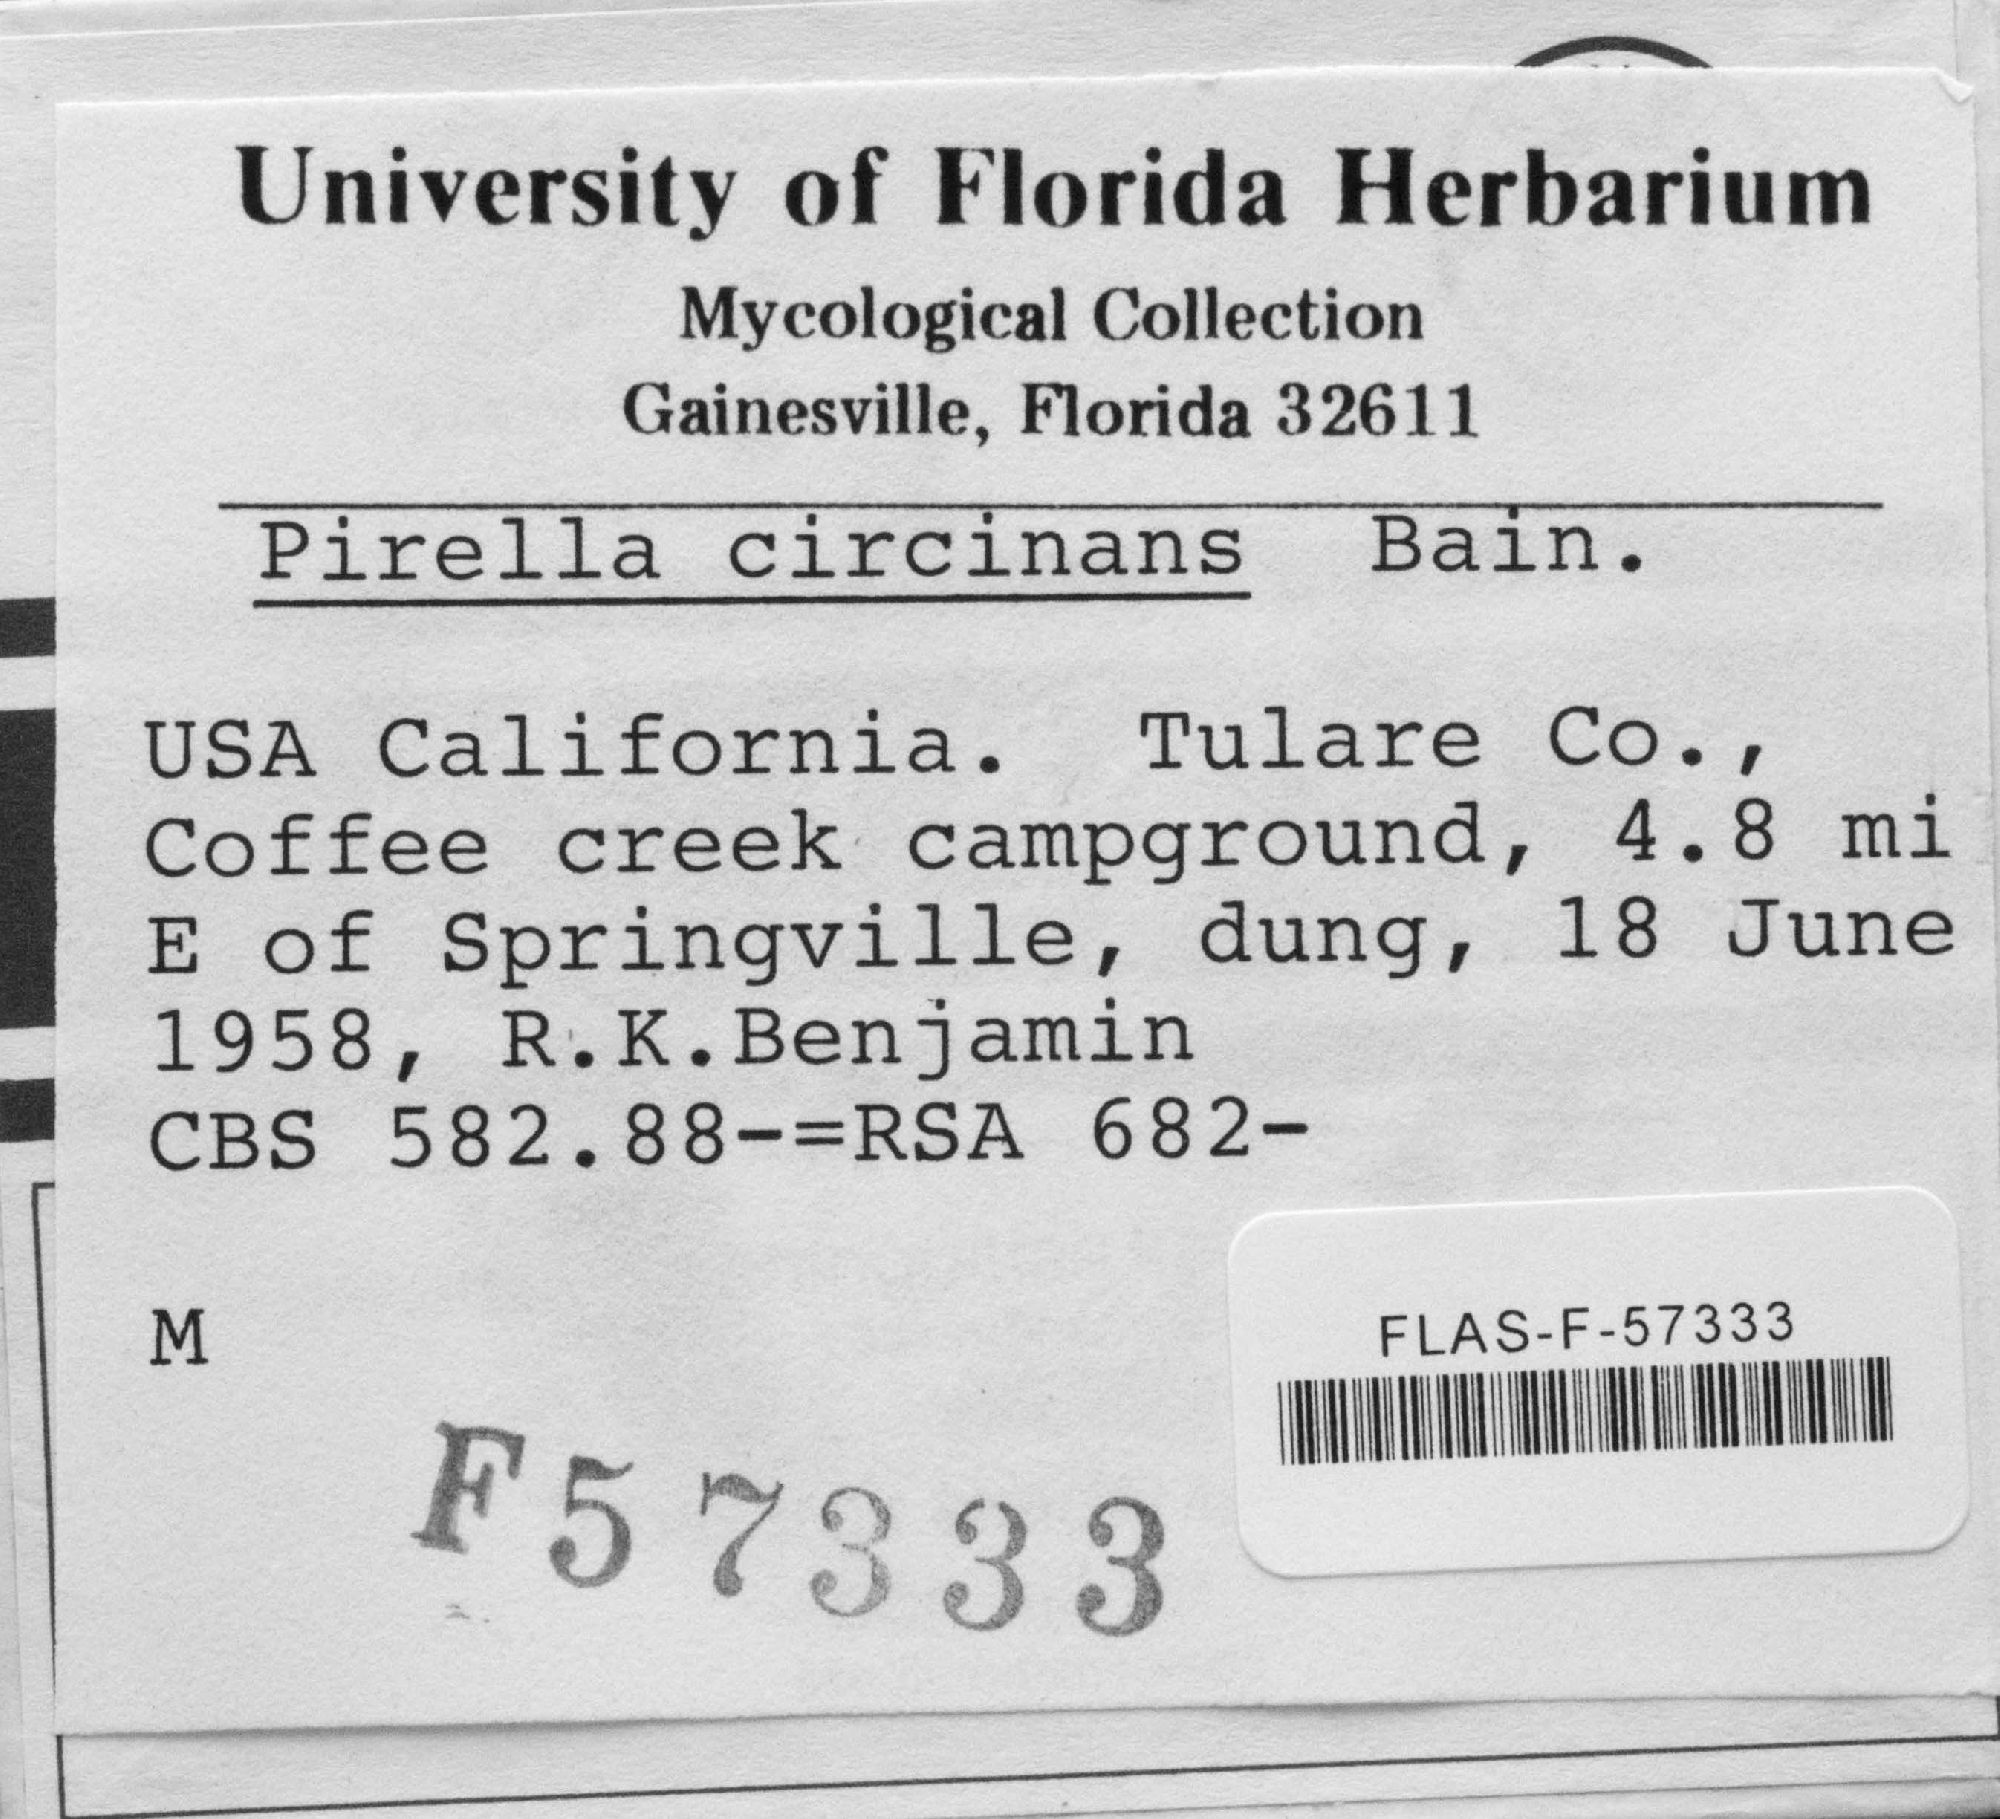 University of Florida Herbarium
Mycological Collection
Gainesville, Florida 32611
Pirella circinans Bain.
USA California. Tulare Co.,
Coffee creek campground, 4.8 mi
E of Springville, dung, 18 June
1958, R.K.Benjamin
CBS 582.88-=RSA 682-
M
FLAS-F-57333
F57333